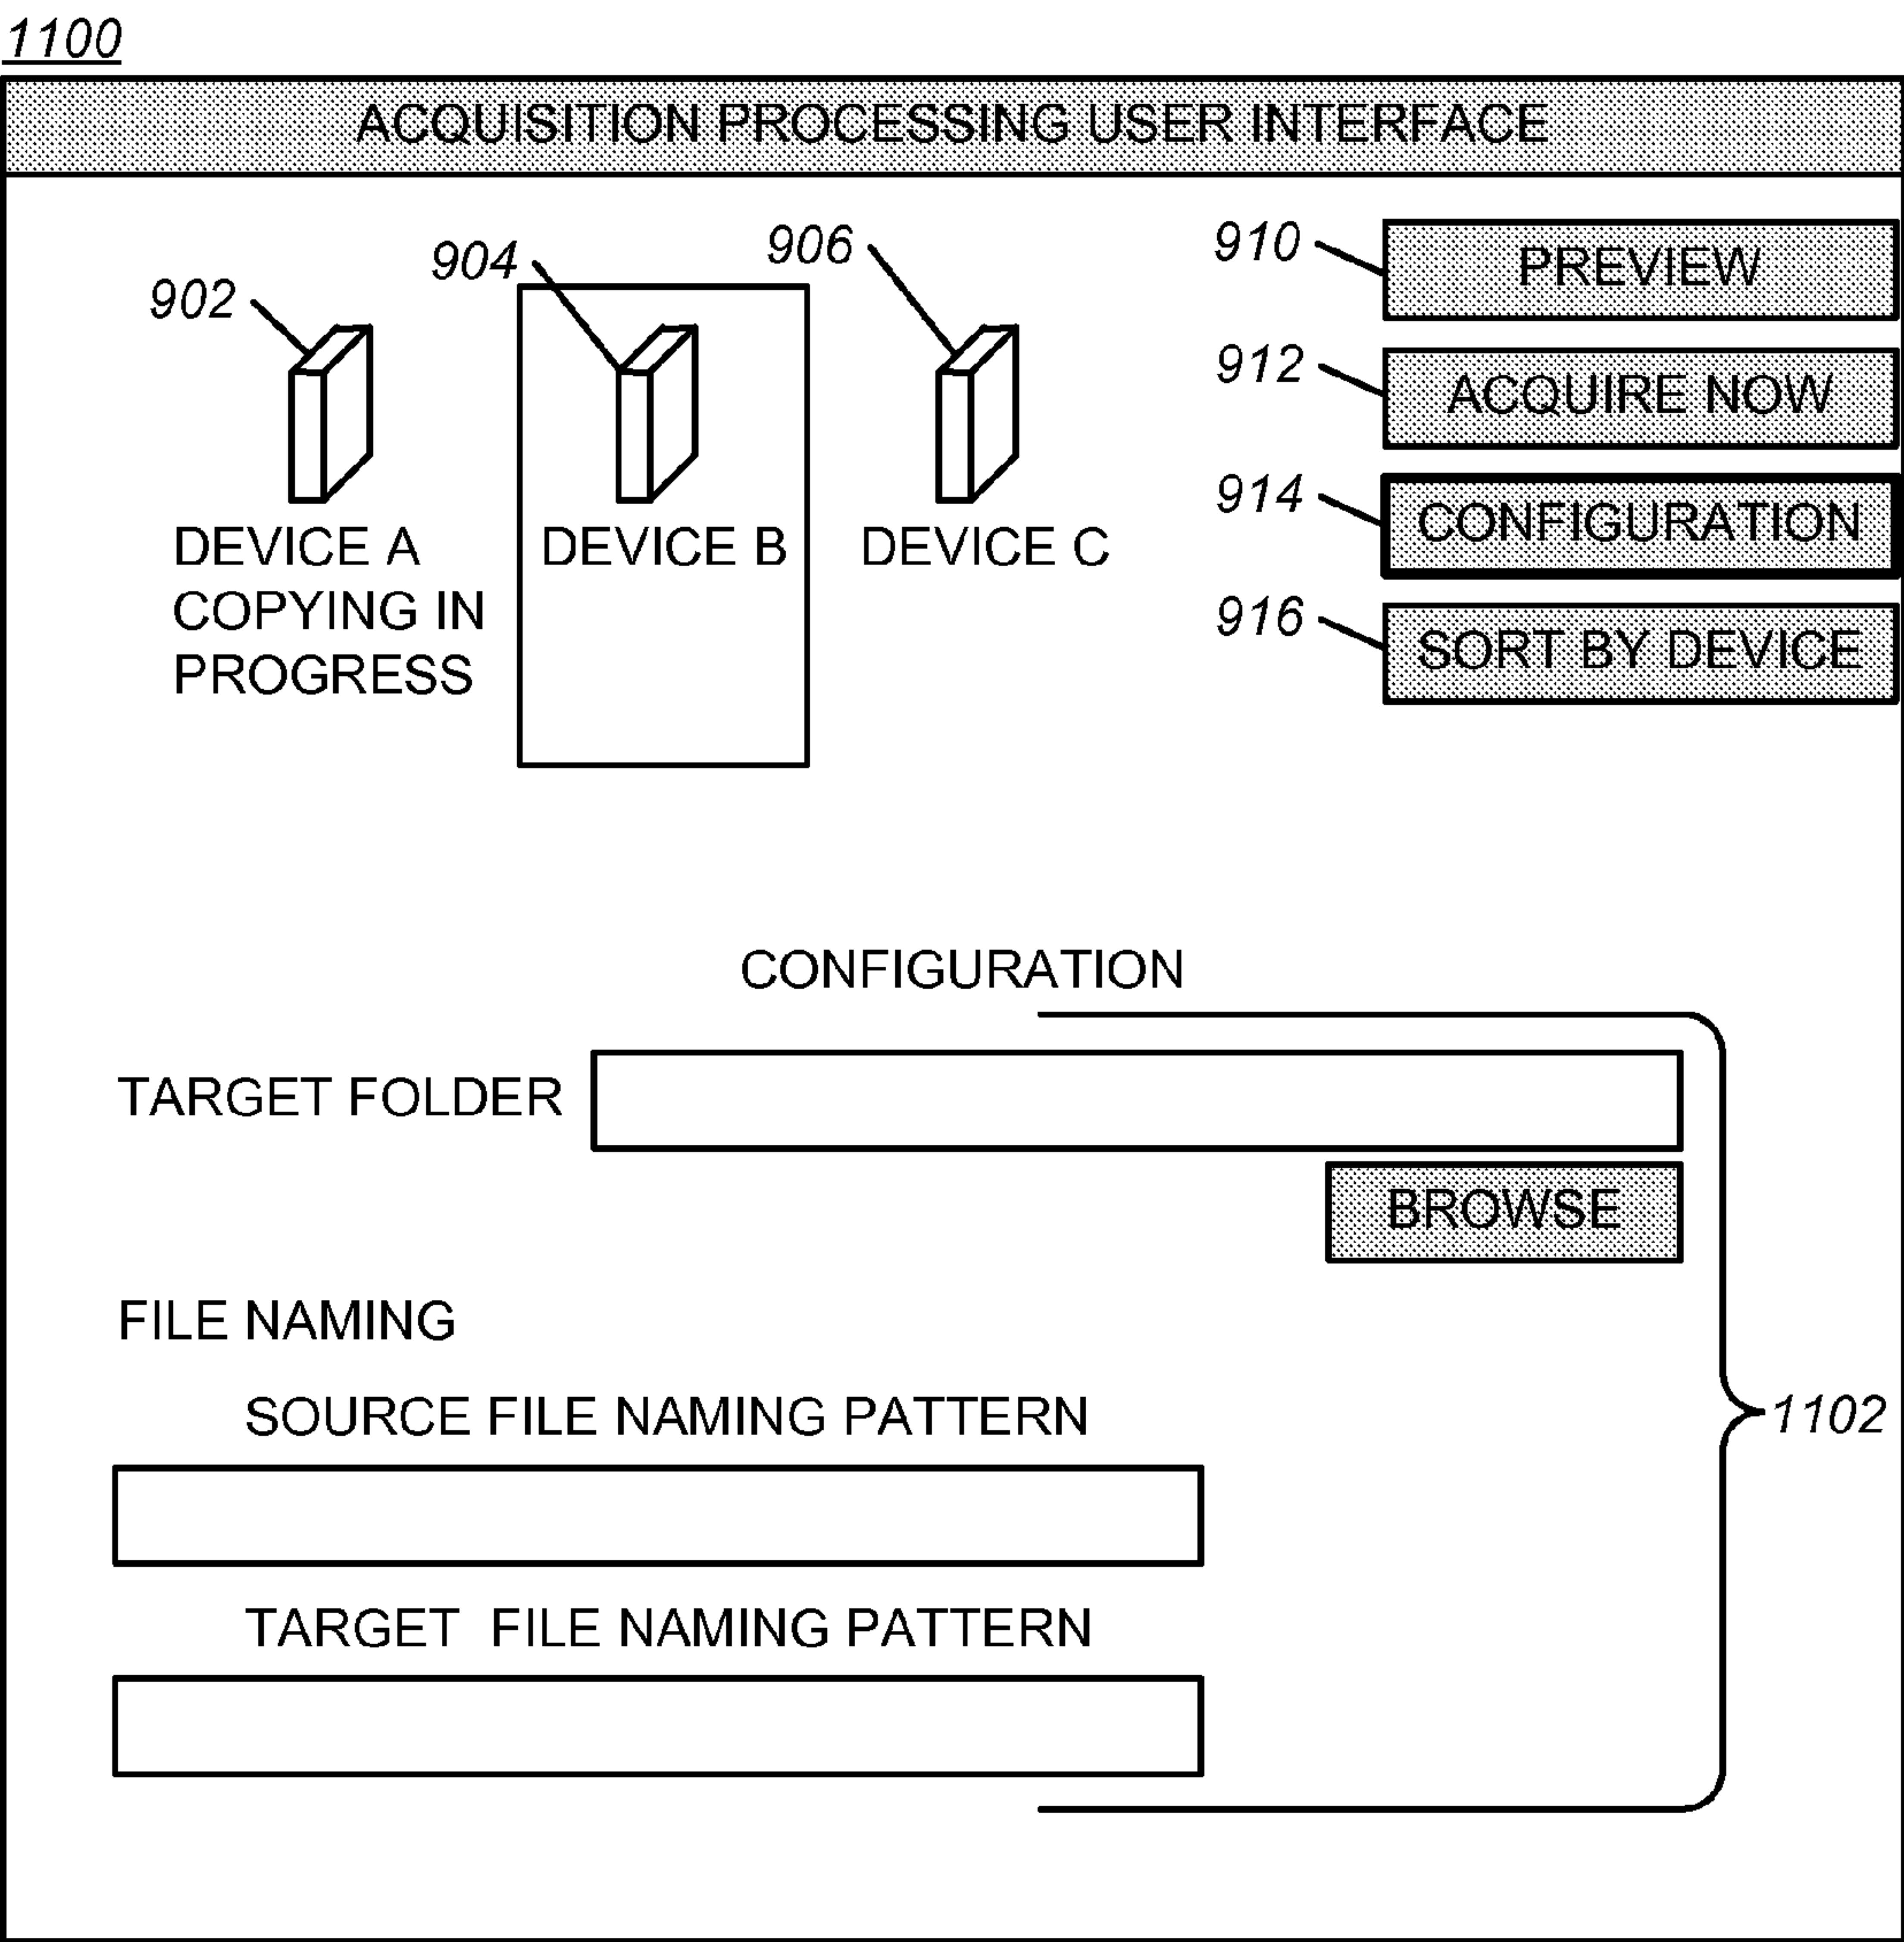 1100
ACQUISITION PROCESSING USER INTERFACE
902
904
906
DEVICE A
COPYING IN
PROGRESS
DEVICE B
DEVICE C
910
PREVIEW
912
ACQUIRE NOW
914
CONFIGURATION
916
SORT BY DEVICE
CONFIGURATION
TARGET FOLDER
BROWSE
FILE NAMING
SOURCE FILE NAMING PATTERN
TARGET FILE NAMING PATTERN
1102